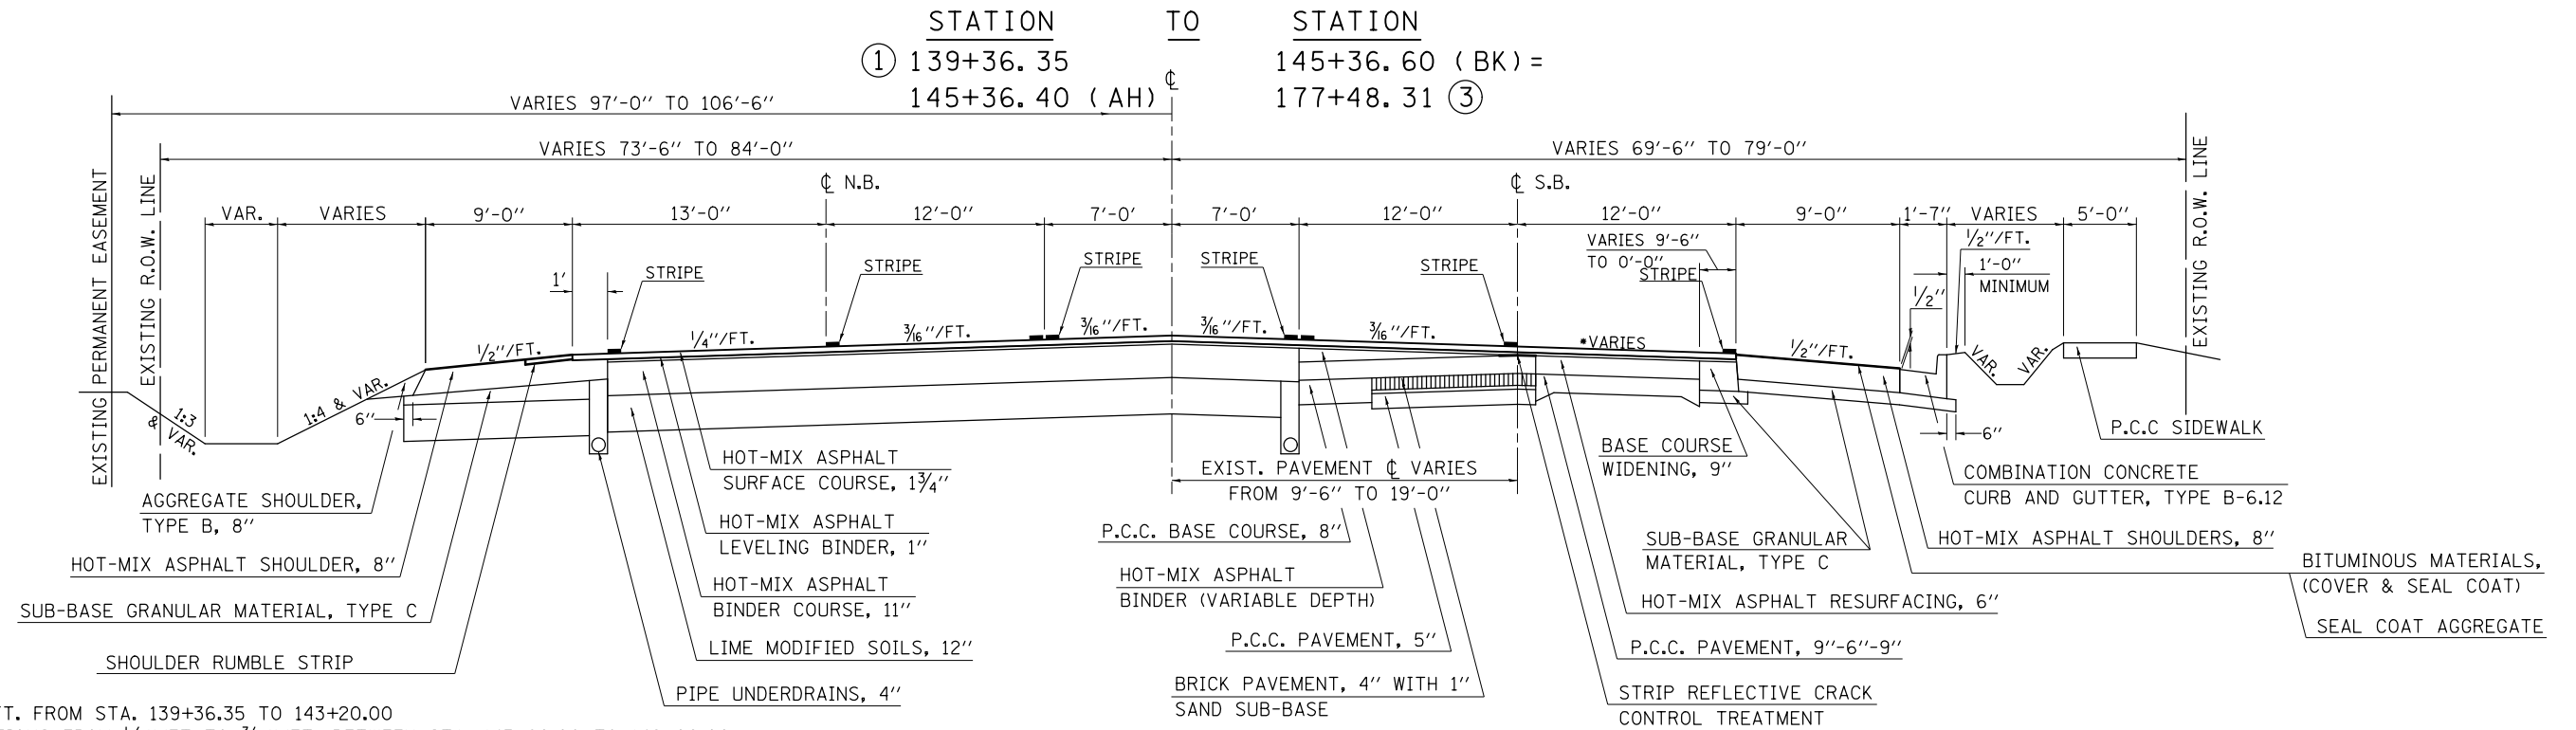 STATION TO STATION
① 139+36.35 145+36.60 (BK)=
145+36.40 (AH) 177+48.31 ③
℄
VARIES 97'-0" TO 106'-6"
VARIES 73'-6" TO 84'-0" VARIES 69'-6" TO 79'-0"
℄ N.B. ℄ S.B.
EXISTING PERMANENT EASEMENT
EXISTING R.O.W. LINE
EXISTING R.O.W. LINE
VAR. VARIES 9'-0" 13'-0" 12'-0" 7'-0' 7'-0' 12'-0" 12'-0" 9'-0" 1'-7" VARIES 5'-0"
VARIES 9'-6"
TO 0'-0"
1/2"/FT.
1'-0"
MINIMUM
1/2"
1'
STRIPE STRIPE STRIPE STRIPE STRIPE STRIPE
1/2"/FT. 1/4"/FT. 3/16"/FT. 3/16"/FT. 3/16"/FT. 3/16"/FT. *VARIES 1/2"/FT.
VAR. VAR.
1:3
& VAR.
1:4 & VAR.
6"
6"
P.C.C SIDEWALK
AGGREGATE SHOULDER,
TYPE B, 8"
HOT-MIX ASPHALT SHOULDER, 8"
SUB-BASE GRANULAR MATERIAL, TYPE C
SHOULDER RUMBLE STRIP
HOT-MIX ASPHALT
SURFACE COURSE, 1¾"
HOT-MIX ASPHALT
LEVELING BINDER, 1"
HOT-MIX ASPHALT
BINDER COURSE, 11"
LIME MODIFIED SOILS, 12"
PIPE UNDERDRAINS, 4"
EXIST. PAVEMENT ℄ VARIES
FROM 9'-6" TO 19'-0"
P.C.C. BASE COURSE, 8"
HOT-MIX ASPHALT
BINDER (VARIABLE DEPTH)
P.C.C. PAVEMENT, 5"
BRICK PAVEMENT, 4" WITH 1"
SAND SUB-BASE
BASE COURSE
WIDENING, 9"
SUB-BASE GRANULAR
MATERIAL, TYPE C
HOT-MIX ASPHALT RESURFACING, 6"
P.C.C. PAVEMENT, 9"-6"-9"
STRIP REFLECTIVE CRACK
CONTROL TREATMENT
COMBINATION CONCRETE
CURB AND GUTTER, TYPE B-6.12
HOT-MIX ASPHALT SHOULDERS, 8"
BITUMINOUS MATERIALS,
(COVER & SEAL COAT)
SEAL COAT AGGREGATE
FT. FROM STA. 139+36.35 TO 143+20.00